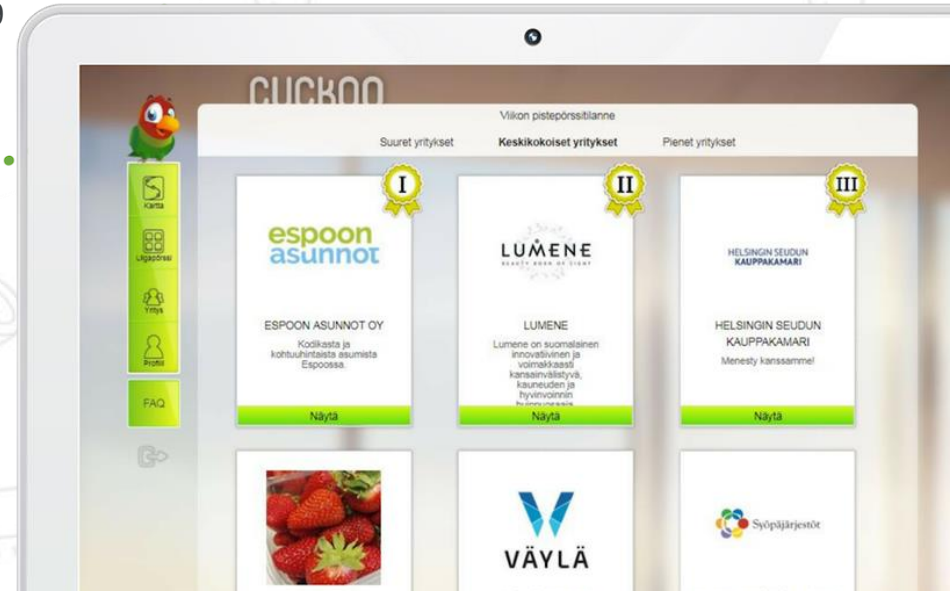 CUCKOO
Viikon pistepörssitilanne
Suuret yritykset
Keskikokoiset yritykset
Pienet yritykset
Kartta
Liigapörssi
Yritys
Profiili
FAQ
I
espoon
asunnot
ESPOON ASUNNOT OY
Kodikasta ja
kohtuuhintaista asumista
Espoossa.
Näytä
II
LUMENE
ESPOON
LUMENE
Lumene on suomalainen
innovatiivinen ja
voimakkaasti
kansainvälistyvä,
kauneuden ja
hyvinvoinnin
Näytä
III
HELSINGIN SEUDUN
KAUPPAKAMARI
HELSINGIN SEUDUN
KAUPPAKAMARI
Menesty kanssamme!
Näytä
VÄYLÄ
Syöpäjärjestöt